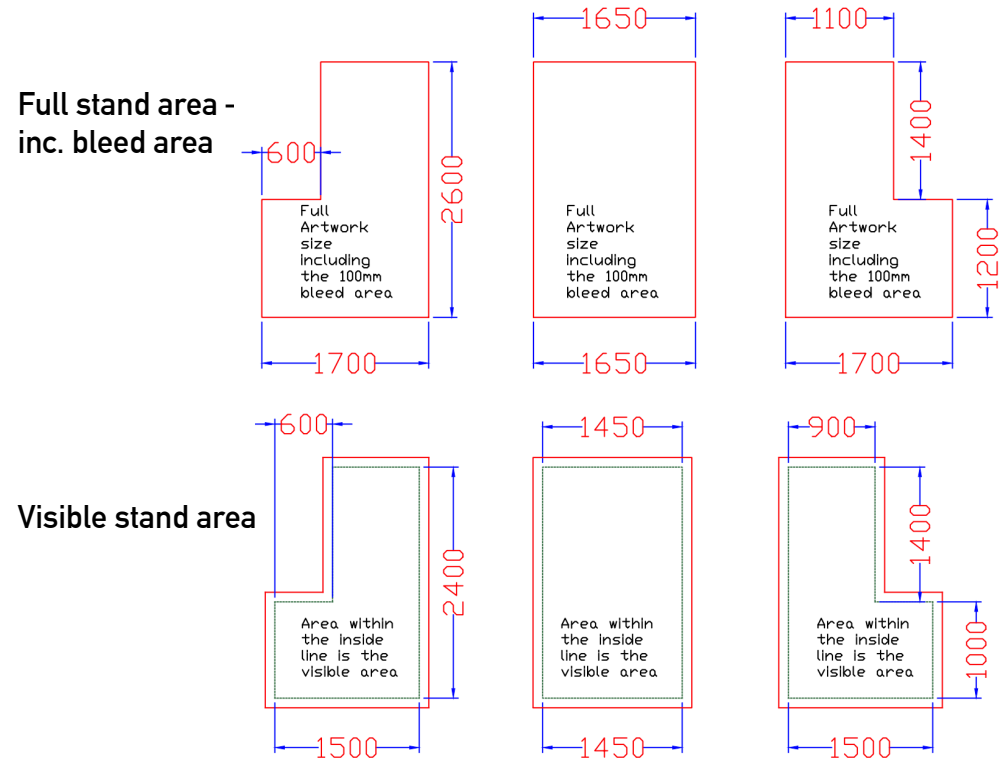 1650
1100
Full stand area -
inc. bleed area
600
2600
1400
1200
Full
Artwork
size
including
the 100mm
bleed area
Full
Artwork
size
including
the 100mm
bleed area
Full
Artwork
size
including
the 100mm
bleed area
1700
1650
1700
600
1450
900
Visible stand area
2400
1400
1000
Area within
the inside
line is the
visible area
Area within
the inside
line is the
visible area
Area within
the inside
line is the
visible area
1500
1450
1500